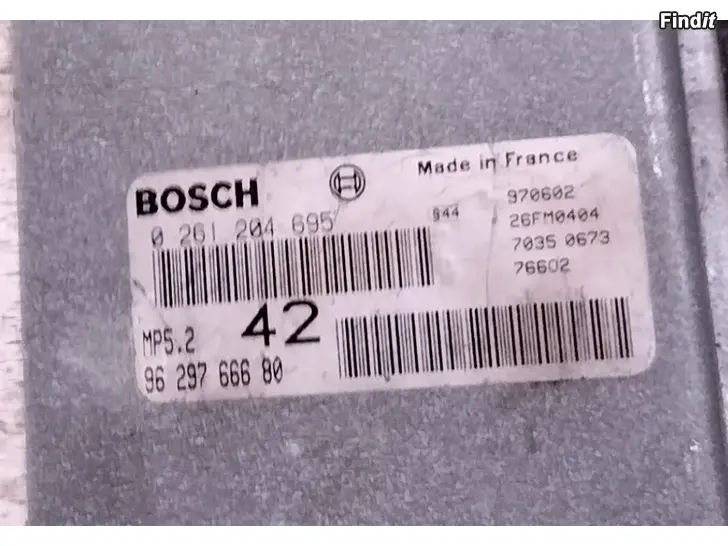 Findit
BOSCH
Made in France
0 261 204 695
944
970602
26FM0404
7035 0673
76602
MP5.2
42
96 297 666 80